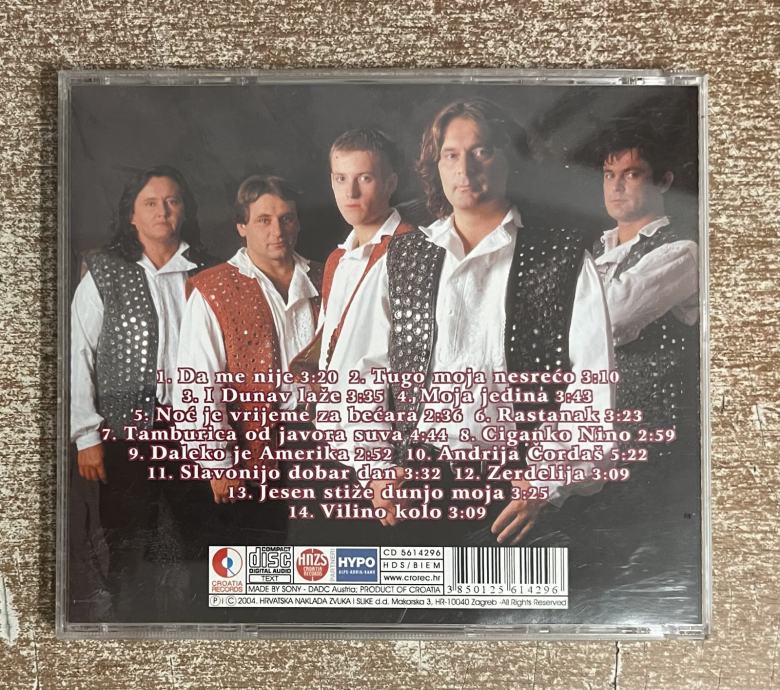 1. Da me nije 3:20 2. Tugo moja nesrećo 3:10
3. I Dunav laže 3:35 4. Moja jedina 3:43
5. Noć je vrijeme za bećara 2:36 6. Rastanak 3:23
7. Tamburica od javora suva 4:44 8. Ciganko Nino 2:59
9. Daleko je Amerika 2:52 10. Andrija Čordaš 5:22
11. Slavonijo dobar dan 3:32 12. Zerdelija 3:09
13. Jesen stiže dunjo moja 3:25
14. Vilino kolo 3:09
CROATIA RECORDS
COMPACT disc DIGITAL AUDIO TEXT
HNZS CROATIA RECORDS
HYPO ALPE-ADRIA-BANK
CD 5614296
HDS/BIEM
www.crorec.hr
MADE BY SONY - DADC Austria; PRODUCT OF CROATIA
3 850125 614296
P C 2004. HRVATSKA NAKLADA ZVUKA I SLIKE d.d. Makarska 3, HR-10040 Zagreb -All Rights Reserved